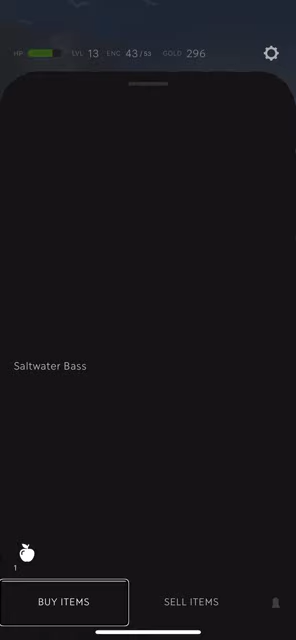 HP LVL 13 ENC 43/53 GOLD 296
Saltwater Bass
1
BUY ITEMS SELL ITEMS